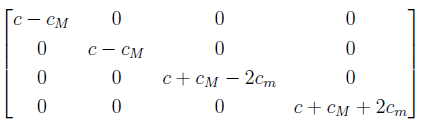 c − c_M 0 0 0
0 c − c_M 0 0
0 0 c + c_M − 2c_m 0
0 0 0 c + c_M + 2c_m